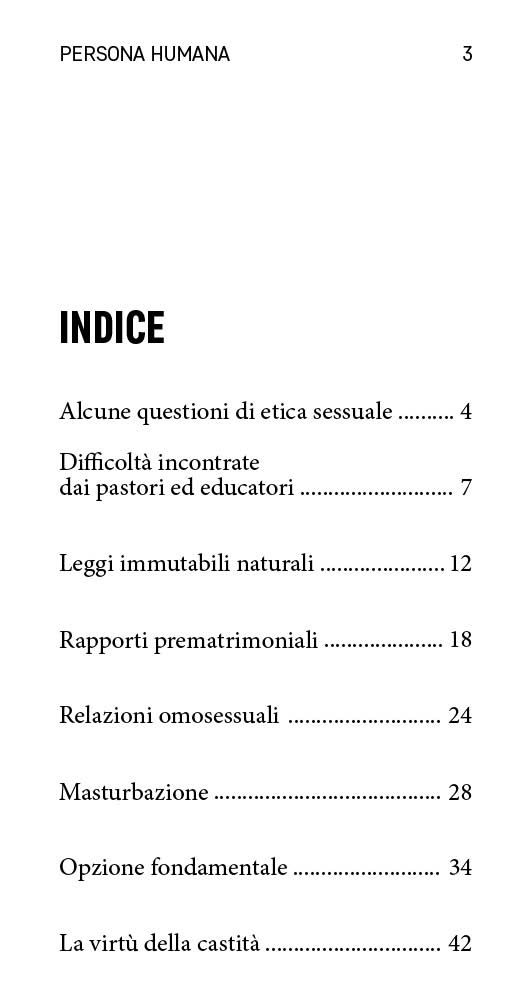 PERSONA HUMANA 3
INDICE
Alcune questioni di etica sessuale .......... 4
Difficoltà incontrate
dai pastori ed educatori ........................... 7
Leggi immutabili naturali ...................... 12
Rapporti prematrimoniali ..................... 18
Relazioni omosessuali ........................... 24
Masturbazione ........................................ 28
Opzione fondamentale .......................... 34
La virtù della castità ............................... 42